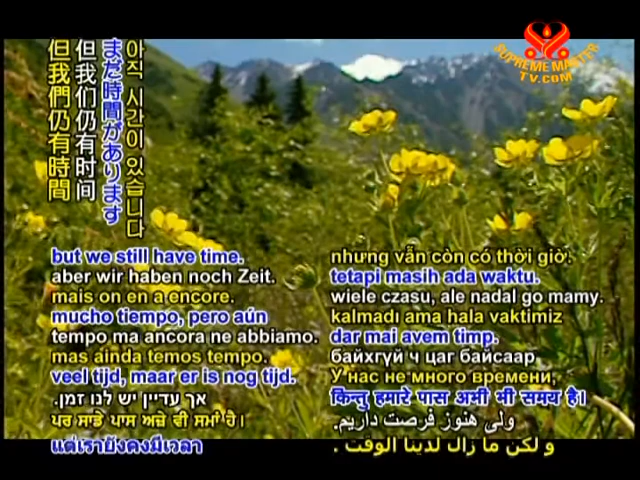 SUPREME MASTER
TV.COM
아직 시간이 있습니다
まだ時間があります
但我们仍有时间
但我們仍有時間
but we still have time.
aber wir haben noch Zeit.
mais on en a encore.
mucho tiempo, pero aún
tempo ma ancora ne abbiamo.
mas ainda temos tempo.
veel tijd, maar er is nog tijd.
אך עדיין יש לנו זמן.
ਪਰ ਸਾਡੇ ਪਾਸ ਅਜੇ ਵੀ ਸਮਾਂ ਹੈ।
แต่เรายังคงมีเวลา
nhưng vẫn còn có thời giờ.
tetapi masih ada waktu.
wiele czasu, ale nadal go mamy.
kalmadı ama hala vaktimiz
dar mai avem timp.
байхгүй ч цаг байсаар
У нас не много времени,
किन्तु हमारे पास अभी भी समय है।
ولی هنوز فرصت داریم.
و لكن ما زال لدينا الوقت .